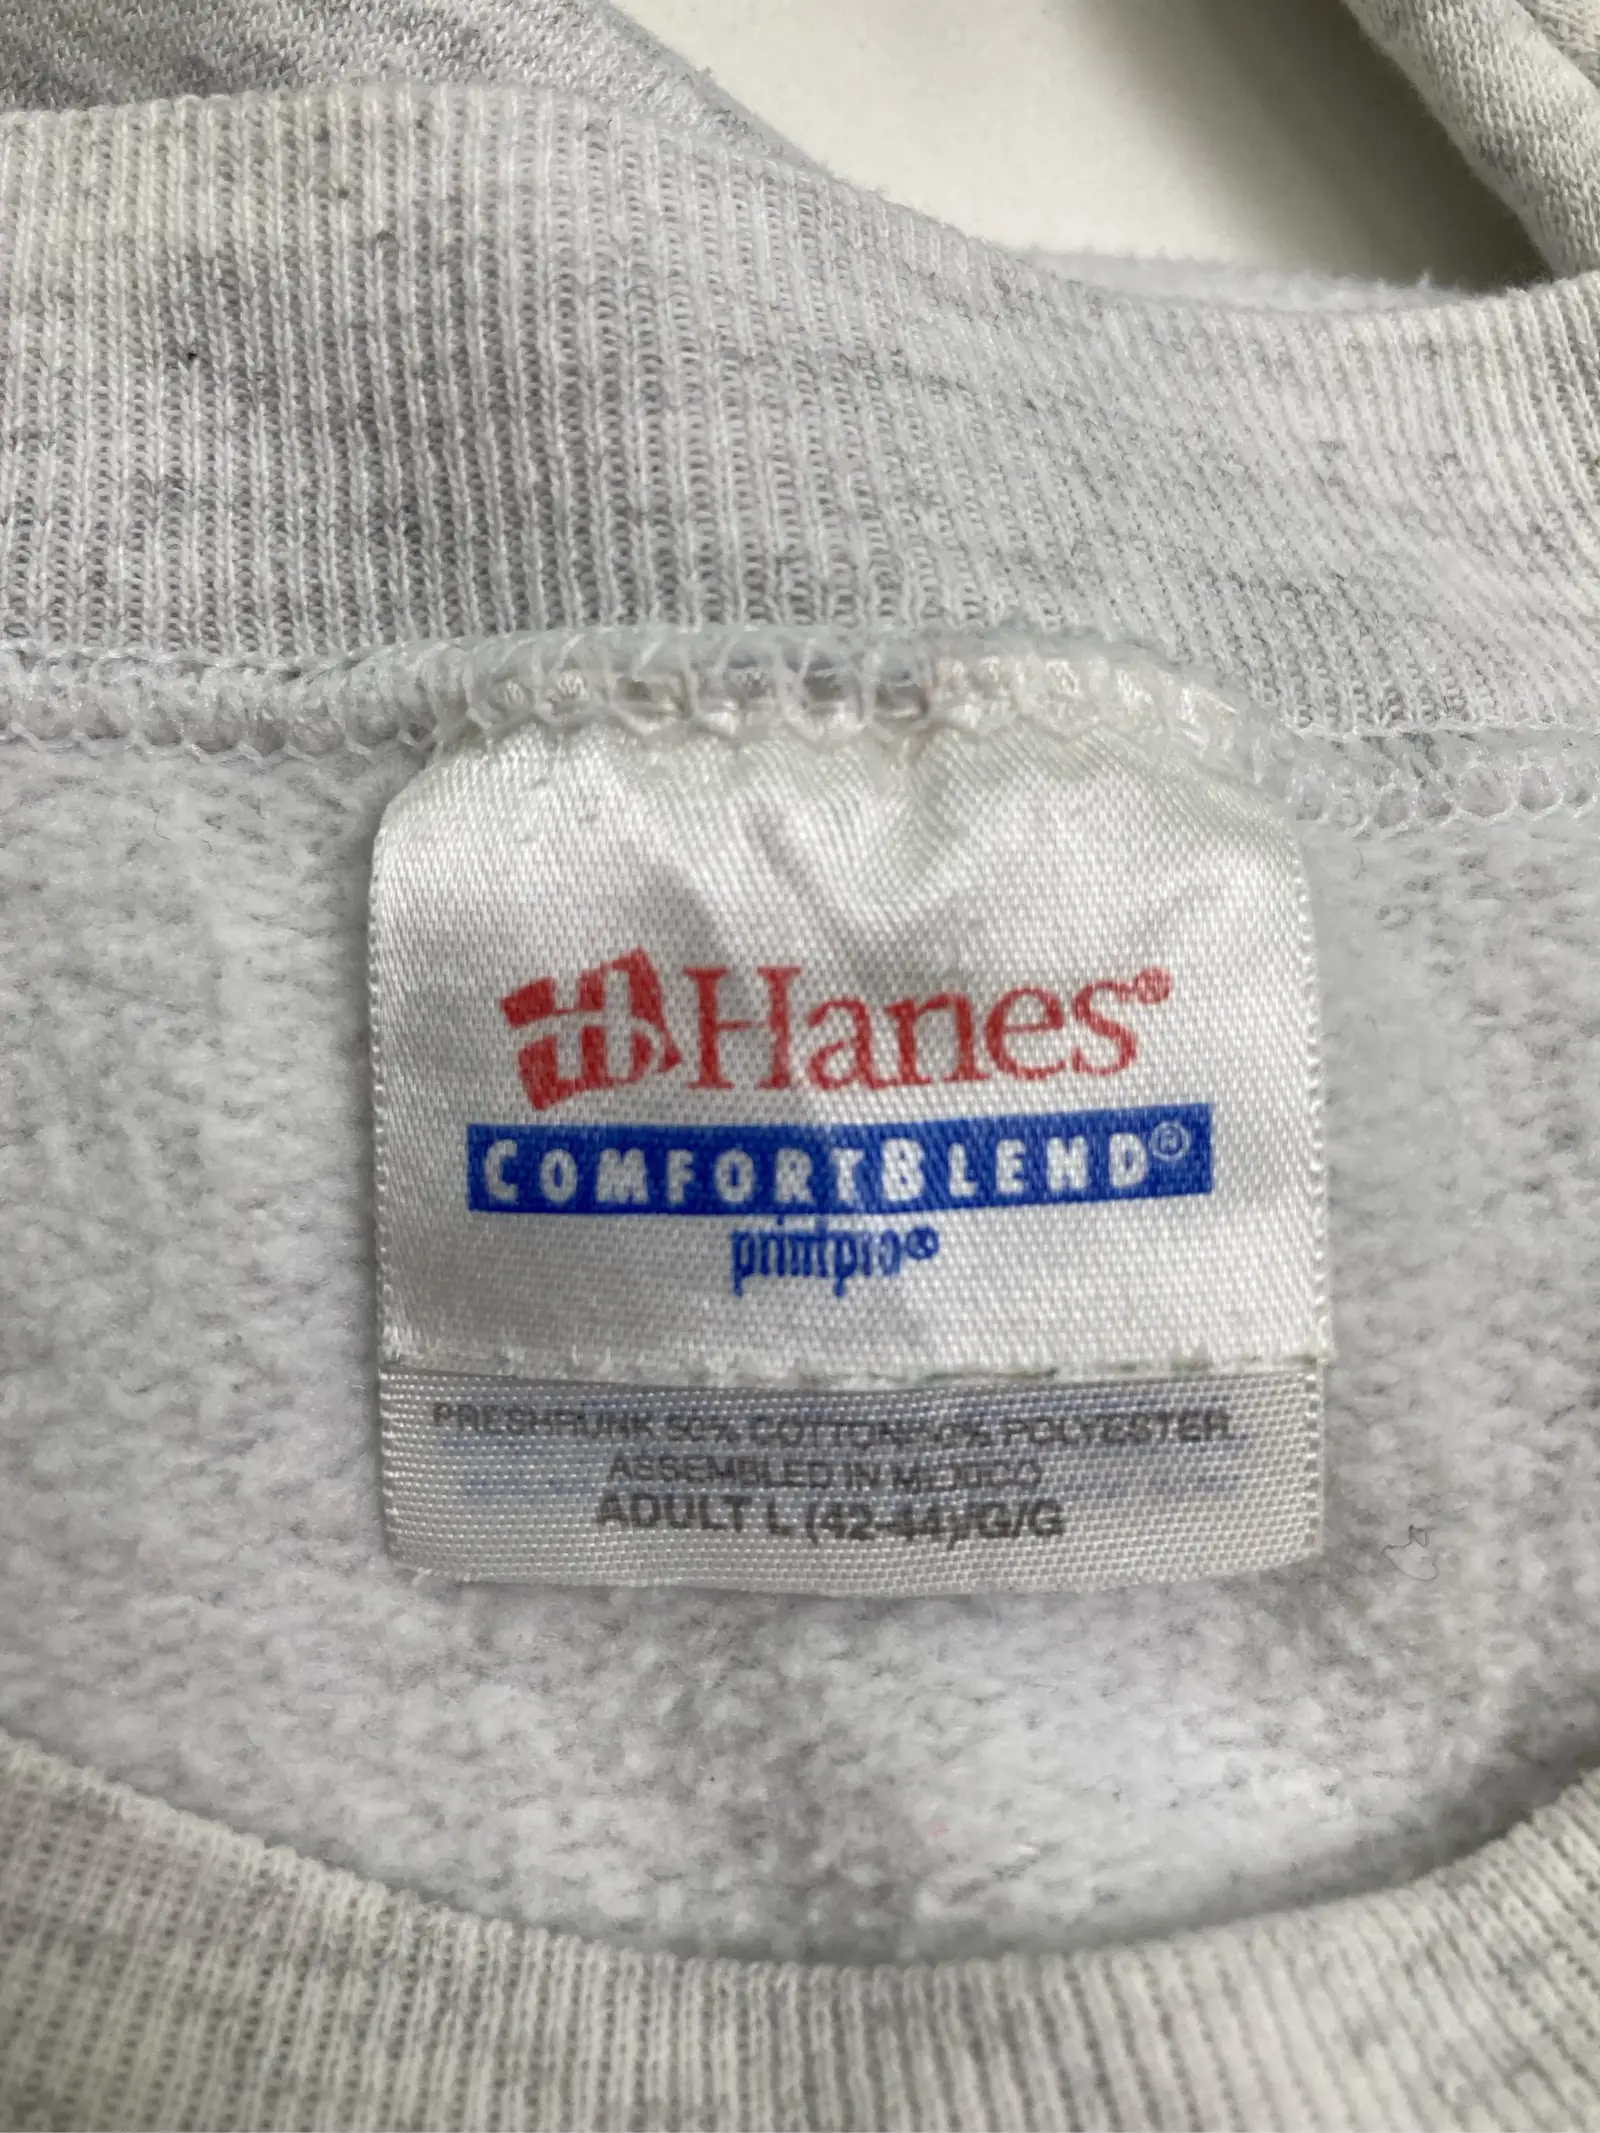 Hanes®
COMFORTBLEND®
printpro®
PRESHRUNK 50% COTTON/50% POLYESTER
ASSEMBLED IN MEXICO
ADULT L (42-44)/G/G